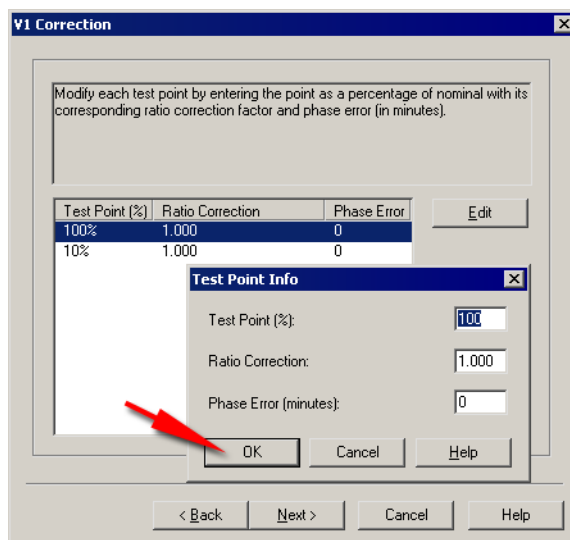 V1 Correction
Modify each test point by entering the point as a percentage of nominal with its
corresponding ratio correction factor and phase error (in minutes).
Test Point (%) Ratio Correction Phase Error
100% 1.000 0
10% 1.000 0
Edit
Test Point Info
Test Point (%): 100
Ratio Correction: 1.000
Phase Error (minutes): 0
OK Cancel Help
< Back Next > Cancel Help